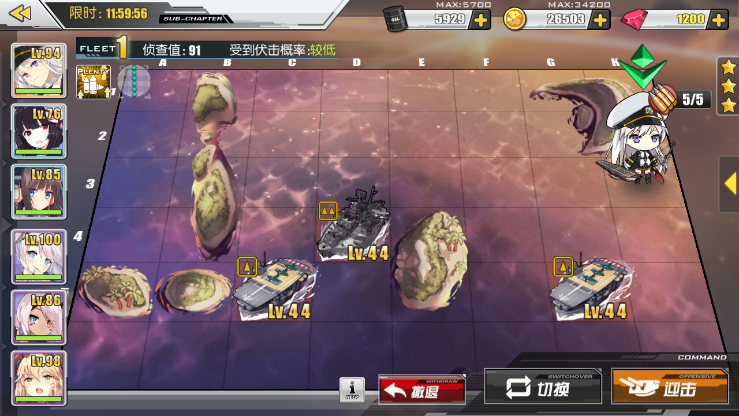 限时: 11:59:56
SUB-CHAPTER
MAX:5700
5929
MAX:34200
26503
1200
FLEET 1
侦查值: 91
受到伏击概率:较低
Lv.94
PLENTY
A B C D E F G H
1
5/5
Lv.76
2
Lv.85
3
4
Lv.44
Lv.100
Lv.44
Lv.44
Lv.86
Lv.98
COMMAND
HELP
WITHDRAW
撤退
SWITCHOVER
切换
OFFENSIVE
迎击